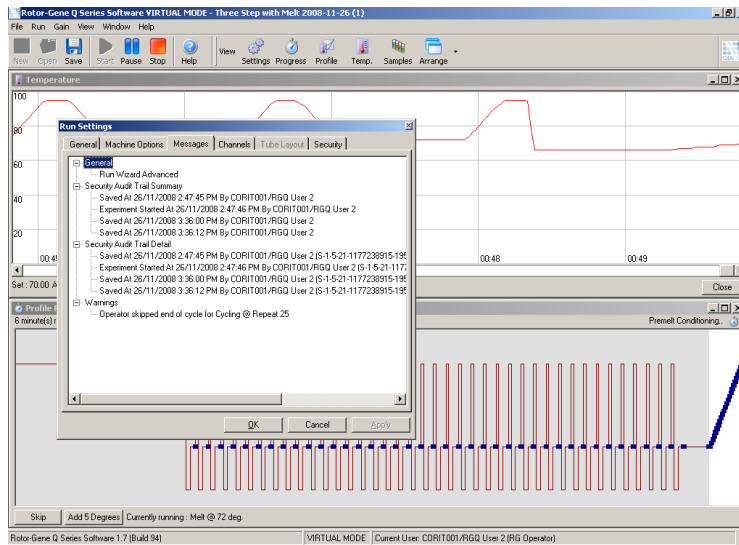 Rotor-Gene Q Series Software VIRTUAL MODE - Three Step with Melt 2008-11-26 (1)
File Run Gain View Window Help
New Open Save Start Pause Stop Help View Settings Progress Profile Temp. Samples Arrange
Temperature
100
80
60
40
20
00:48
00:49
Run Settings
General Machine Options Messages Channels Tube Layout Security
General
Run Wizard Advanced
Security Audit Trail Summary
Saved At 26/11/2008 2:47:45 PM By CORIT001/RGQ User 2
Experiment Started At 26/11/2008 2:47:46 PM By CORIT001/RGQ User 2
Saved At 26/11/2008 3:36:00 PM By CORIT001/RGQ User 2
Saved At 26/11/2008 3:36:12 PM By CORIT001/RGQ User 2
Security Audit Trail Detail
Saved At 26/11/2008 2:47:45 PM By CORIT001/RGQ User 2 (S-1-5-21-1177238915-195
Experiment Started At 26/11/2008 2:47:46 PM By CORIT001/RGQ User 2 (S-1-5-21-117
Saved At 26/11/2008 3:36:00 PM By CORIT001/RGQ User 2 (S-1-5-21-1177238915-195
Saved At 26/11/2008 3:36:12 PM By CORIT001/RGQ User 2 (S-1-5-21-1177238915-195
Warnings
Operator skipped end of cycle for Cycling @ Repeat 25
OK Cancel Apply
Set : 70.00
Close
Profile
6 minute(s) r
Premelt Conditioning..
Skip Add 5 Degrees Currently running : Melt @ 72 deg.
Rotor-Gene Q Series Software 1.7 (Build 94) VIRTUAL MODE Current User: CORIT001/RGQ User 2 (RG Operator)